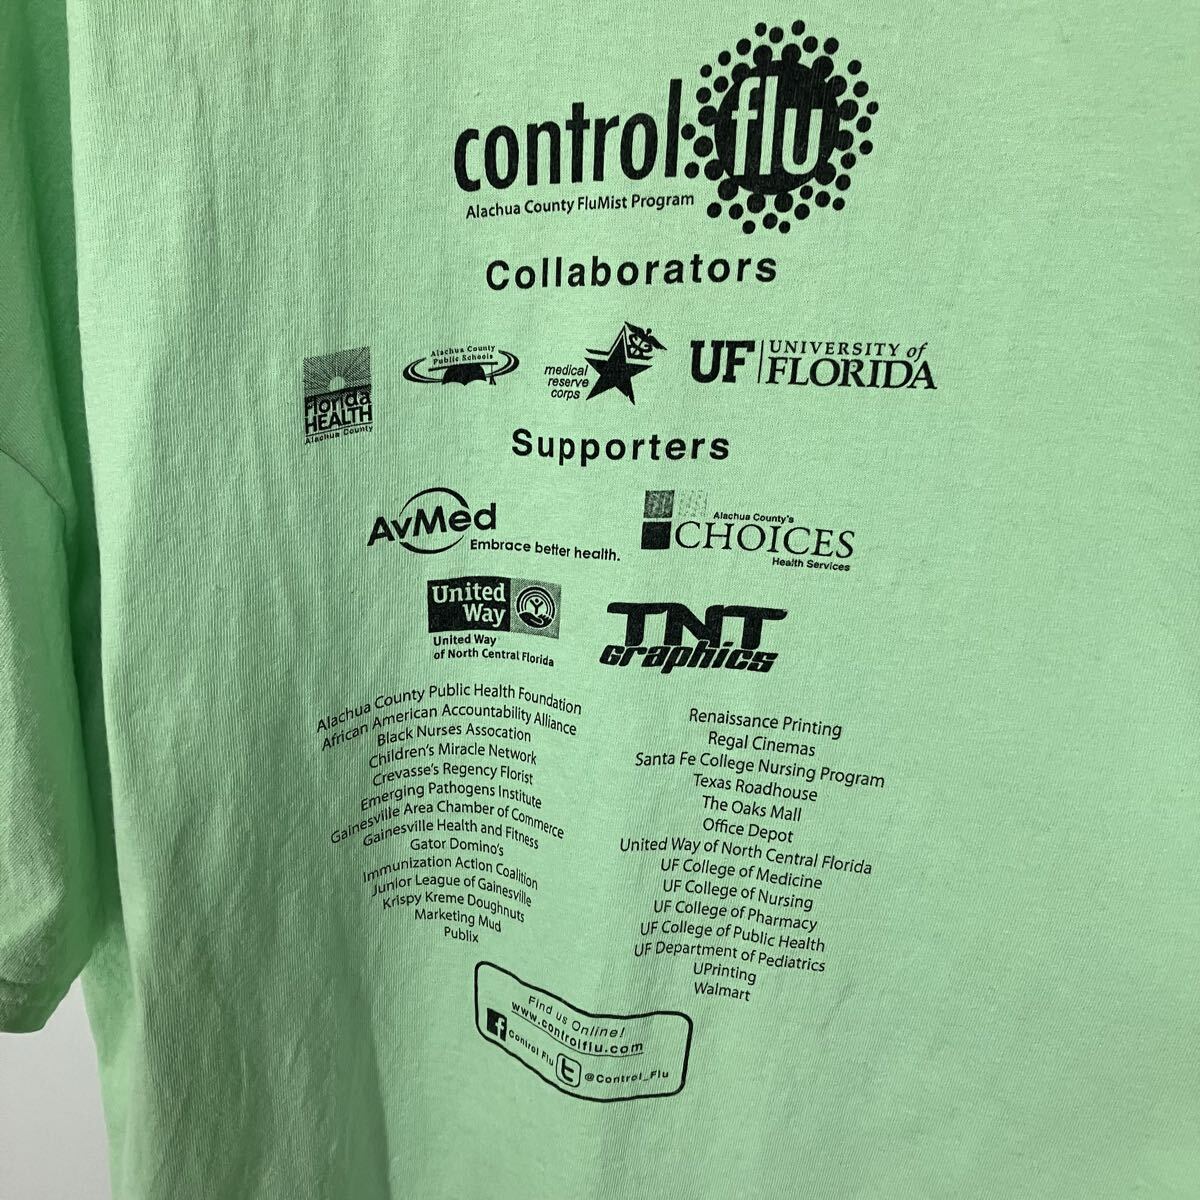 control flu
Alachua County FluMist Program
Collaborators
Florida
HEALTH
Alachua County
Alachua County
Public Schools
medical
reserve
corps
UF UNIVERSITY of
FLORIDA
Supporters
AvMed
Embrace better health.
Alachua County's
CHOICES
Health Services
United
Way
United Way
of North Central Florida
TNT
Graphics
Alachua County Public Health Foundation
African American Accountability Alliance
Black Nurses Assocation
Children's Miracle Network
Crevasse's Regency Florist
Emerging Pathogens Institute
Gainesville Area Chamber of Commerce
Gainesville Health and Fitness
Gator Domino's
Immunization Action Coalition
Junior League of Gainesville
Krispy Kreme Doughnuts
Marketing Mud
Publix
Renaissance Printing
Regal Cinemas
Santa Fe College Nursing Program
Texas Roadhouse
The Oaks Mall
Office Depot
United Way of North Central Florida
UF College of Medicine
UF College of Nursing
UF College of Pharmacy
UF College of Public Health
UF Department of Pediatrics
UPrinting
Walmart
Find us Online!
www.controlflu.com
f Control Flu t @Control_Flu